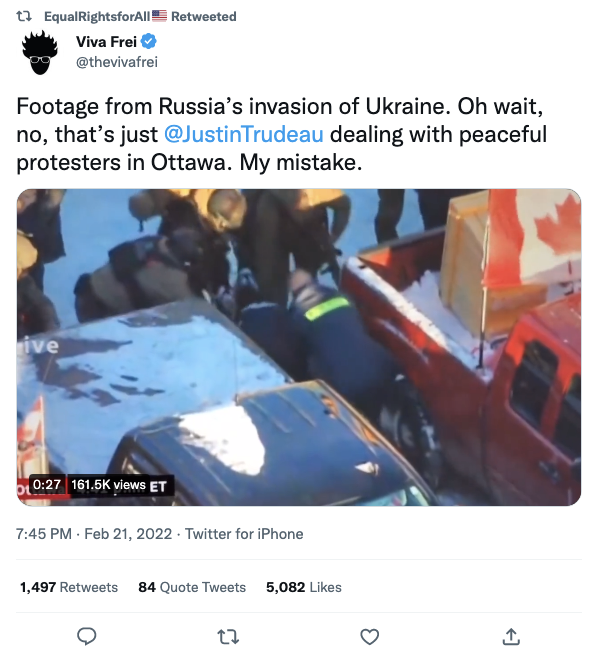 EqualRightsforAll🇺🇸 Retweeted
Viva Frei
@thevivafrei
Footage from Russia’s invasion of Ukraine. Oh wait,
no, that’s just @JustinTrudeau dealing with peaceful
protesters in Ottawa. My mistake.
ive
0:27 161.5K views ET
7:45 PM · Feb 21, 2022 · Twitter for iPhone
1,497 Retweets 84 Quote Tweets 5,082 Likes